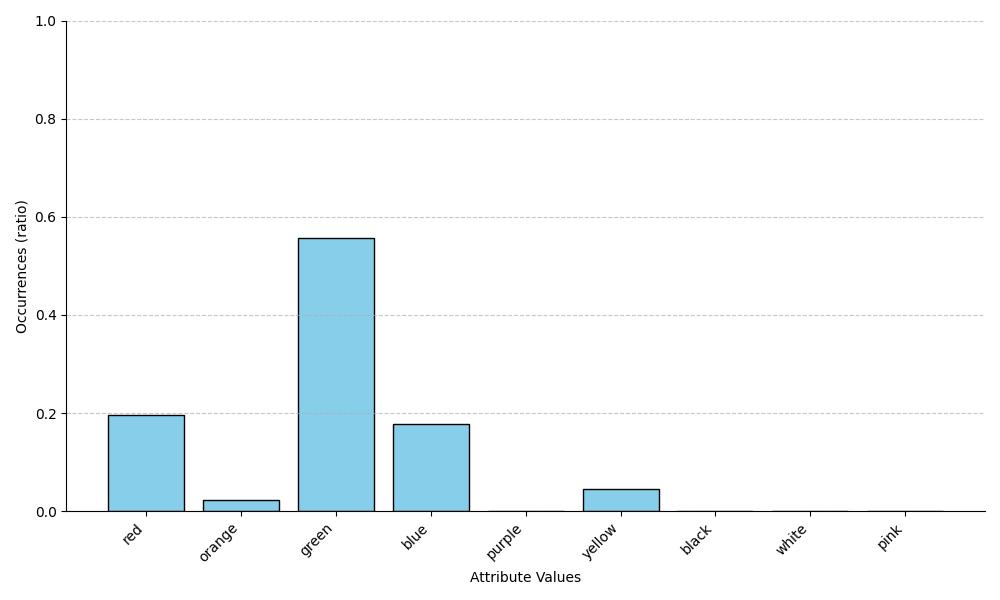 1.0
0.8
0.6
0.4
0.2
0.0
Occurrences (ratio)
red
orange
green
blue
purple
yellow
black
white
pink
Attribute Values